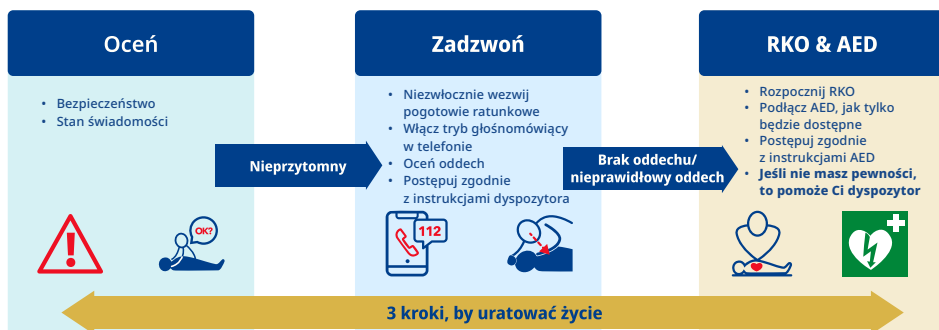 Oceń
• Bezpieczeństwo
• Stan świadomości
OK?
Nieprzytomny
Zadzwoń
• Niezwłocznie wezwij
pogotowie ratunkowe
• Włącz tryb głośnomówiący
w telefonie
• Oceń oddech
• Postępuj zgodnie
z instrukcjami dyspozytora
112
Brak oddechu/
nieprawidłowy oddech
RKO & AED
• Rozpocznij RKO
• Podłącz AED, jak tylko
będzie dostępne
• Postępuj zgodnie
z instrukcjami AED
• Jeśli nie masz pewności,
to pomoże Ci dyspozytor
3 kroki, by uratować życie